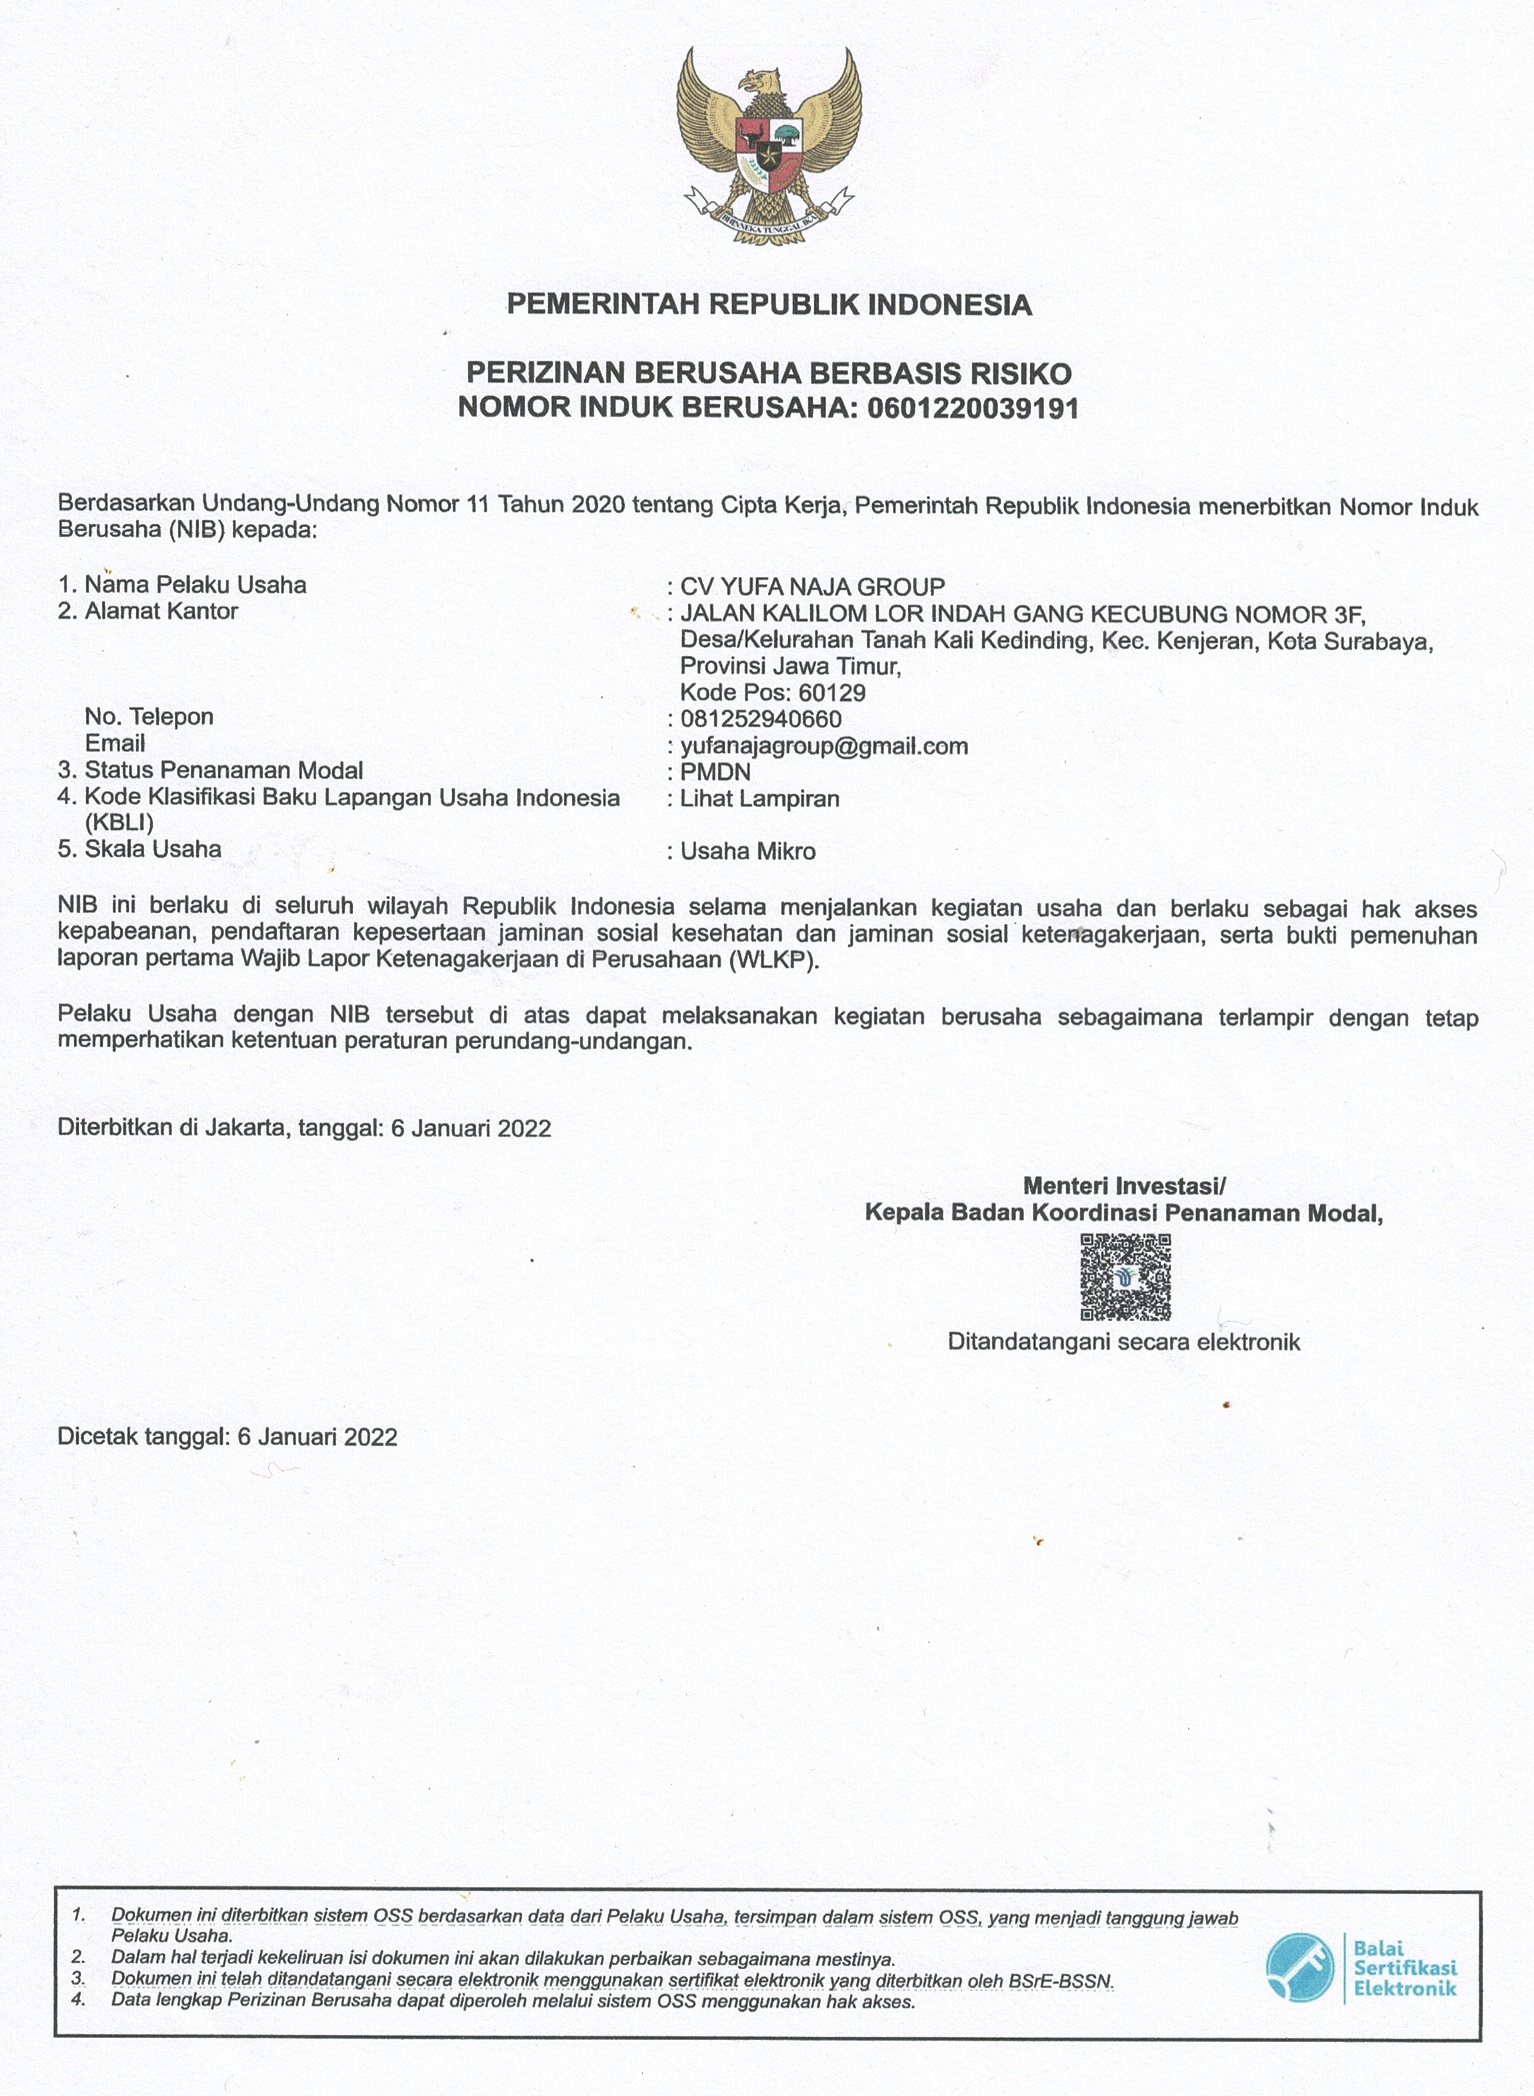 BHINNEKA TUNGGAL IKA
PEMERINTAH REPUBLIK INDONESIA
PERIZINAN BERUSAHA BERBASIS RISIKO
NOMOR INDUK BERUSAHA: 0601220039191
Berdasarkan Undang-Undang Nomor 11 Tahun 2020 tentang Cipta Kerja, Pemerintah Republik Indonesia menerbitkan Nomor Induk
Berusaha (NIB) kepada:
1. Nama Pelaku Usaha : CV YUFA NAJA GROUP
2. Alamat Kantor : JALAN KALILOM LOR INDAH GANG KECUBUNG NOMOR 3F,
Desa/Kelurahan Tanah Kali Kedinding, Kec. Kenjeran, Kota Surabaya,
Provinsi Jawa Timur,
Kode Pos: 60129
No. Telepon : 081252940660
Email : yufanajagroup@gmail.com
3. Status Penanaman Modal : PMDN
4. Kode Klasifikasi Baku Lapangan Usaha Indonesia : Lihat Lampiran
(KBLI)
5. Skala Usaha : Usaha Mikro
NIB ini berlaku di seluruh wilayah Republik Indonesia selama menjalankan kegiatan usaha dan berlaku sebagai hak akses
kepabeanan, pendaftaran kepesertaan jaminan sosial kesehatan dan jaminan sosial ketenagakerjaan, serta bukti pemenuhan
laporan pertama Wajib Lapor Ketenagakerjaan di Perusahaan (WLKP).
Pelaku Usaha dengan NIB tersebut di atas dapat melaksanakan kegiatan berusaha sebagaimana terlampir dengan tetap
memperhatikan ketentuan peraturan perundang-undangan.
Diterbitkan di Jakarta, tanggal: 6 Januari 2022
Menteri Investasi/
Kepala Badan Koordinasi Penanaman Modal,
Ditandatangani secara elektronik
Dicetak tanggal: 6 Januari 2022
1. Dokumen ini diterbitkan sistem OSS berdasarkan data dari Pelaku Usaha, tersimpan dalam sistem OSS, yang menjadi tanggung jawab
Pelaku Usaha.
2. Dalam hal terjadi kekeliruan isi dokumen ini akan dilakukan perbaikan sebagaimana mestinya.
3. Dokumen ini telah ditandatangani secara elektronik menggunakan sertifikat elektronik yang diterbitkan oleh BSrE-BSSN.
4. Data lengkap Perizinan Berusaha dapat diperoleh melalui sistem OSS menggunakan hak akses.
Balai
Sertifikasi
Elektronik